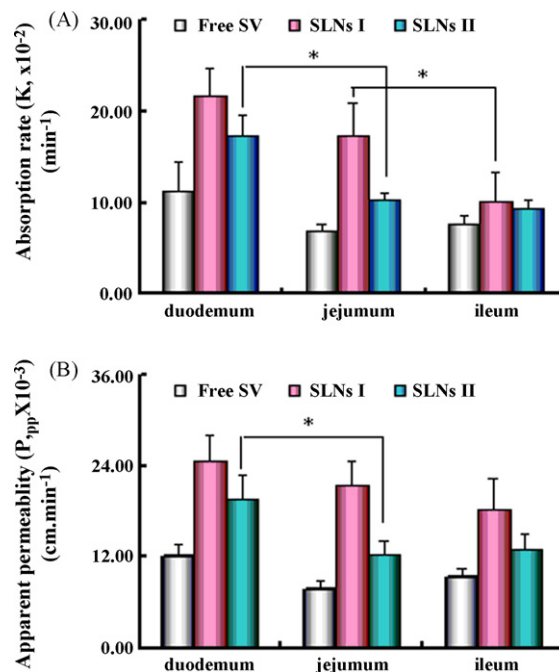 (A)
Absorption rate (K, x10-2)
(min-1)
30.00
20.00
10.00
0.00
Free SV SLNs I SLNs II
*
*
duodemum jejumum ileum
(B)
Apparent permeablity (P,ppX10-3)
(cm.min-1)
36.00
24.00
12.00
0.00
Free SV SLNs I SLNs II
*
duodemum jejumum ileum